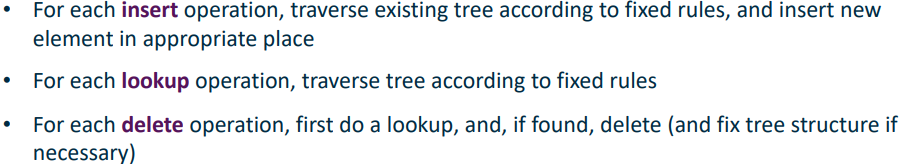 • For each insert operation, traverse existing tree according to fixed rules, and insert new
element in appropriate place
• For each lookup operation, traverse tree according to fixed rules
• For each delete operation, first do a lookup, and, if found, delete (and fix tree structure if
necessary)